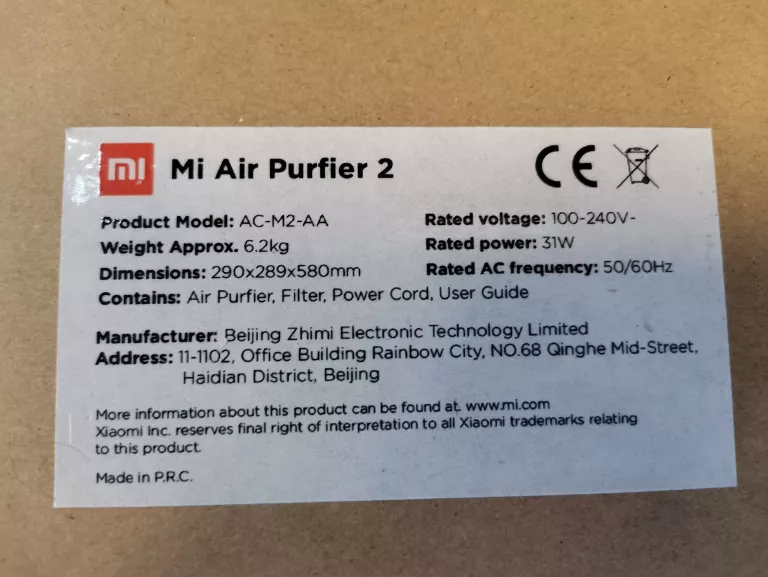 mi Mi Air Purfier 2 CE
Product Model: AC-M2-AA Rated voltage: 100-240V-
Weight Approx. 6.2kg Rated power: 31W
Dimensions: 290x289x580mm Rated AC frequency: 50/60Hz
Contains: Air Purfier, Filter, Power Cord, User Guide
Manufacturer: Beijing Zhimi Electronic Technology Limited
Address: 11-1102, Office Building Rainbow City, NO.68 Qinghe Mid-Street,
Haidian District, Beijing
More information about this product can be found at. www.mi.com
Xiaomi Inc. reserves final right of interpretation to all Xiaomi trademarks relating
to this product.
Made in P.R.C.